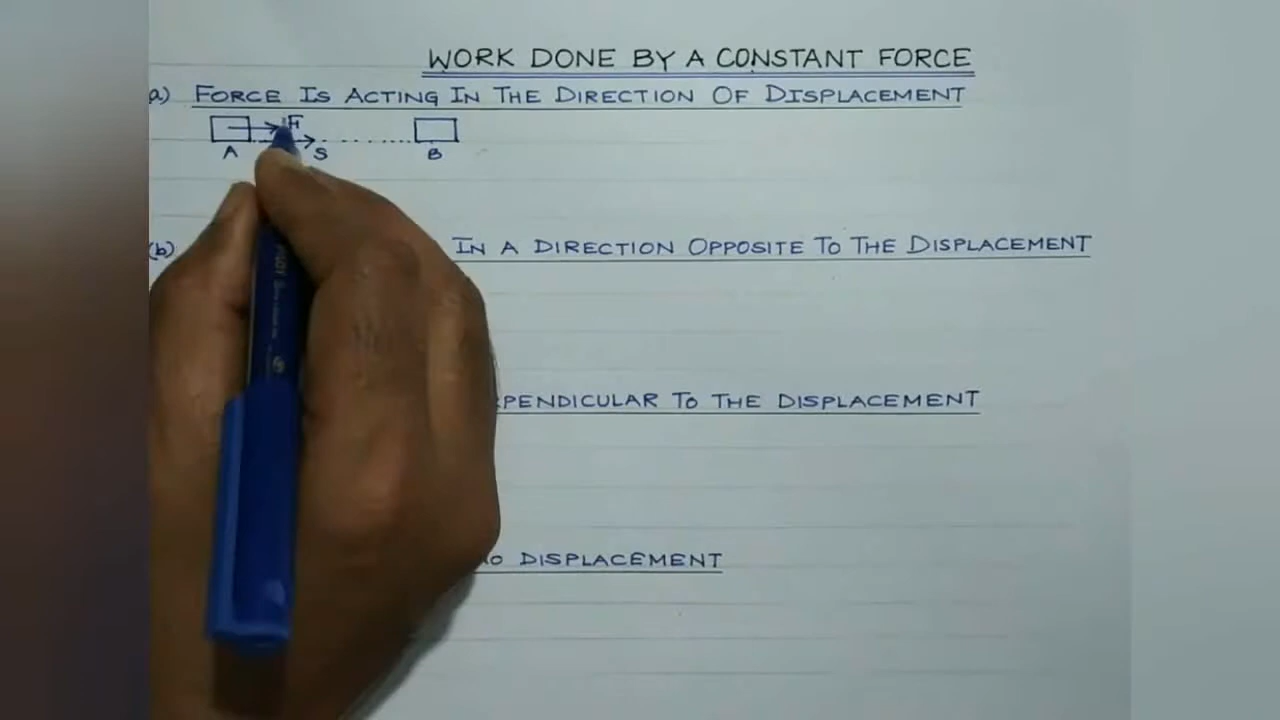 WORK DONE BY A CONSTANT FORCE
a) FORCE IS ACTING IN THE DIRECTION OF DISPLACEMENT
F
A S B
(b) IN A DIRECTION OPPOSITE TO THE DISPLACEMENT
TO THE DISPLACEMENT
DISPLACEMENT